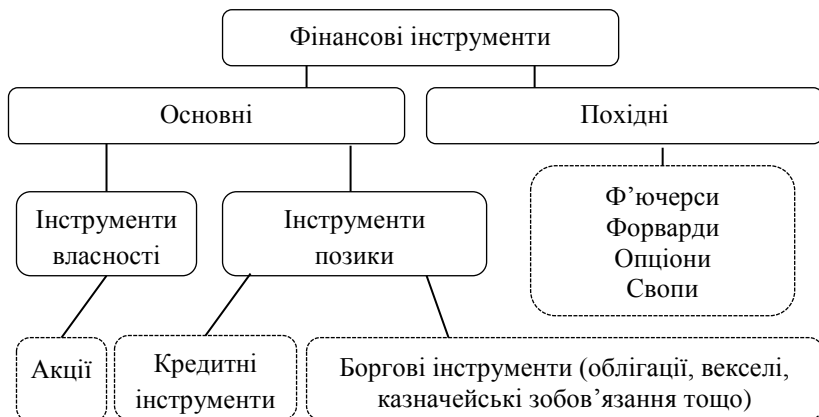 Фінансові інструменти
Основні
Похідні
Інструменти
власності
Інструменти
позики
Ф’ючерси
Форварди
Опціони
Свопи
Акції
Кредитні
інструменти
Боргові інструменти (облігації, векселі,
казначейські зобов’язання тощо)